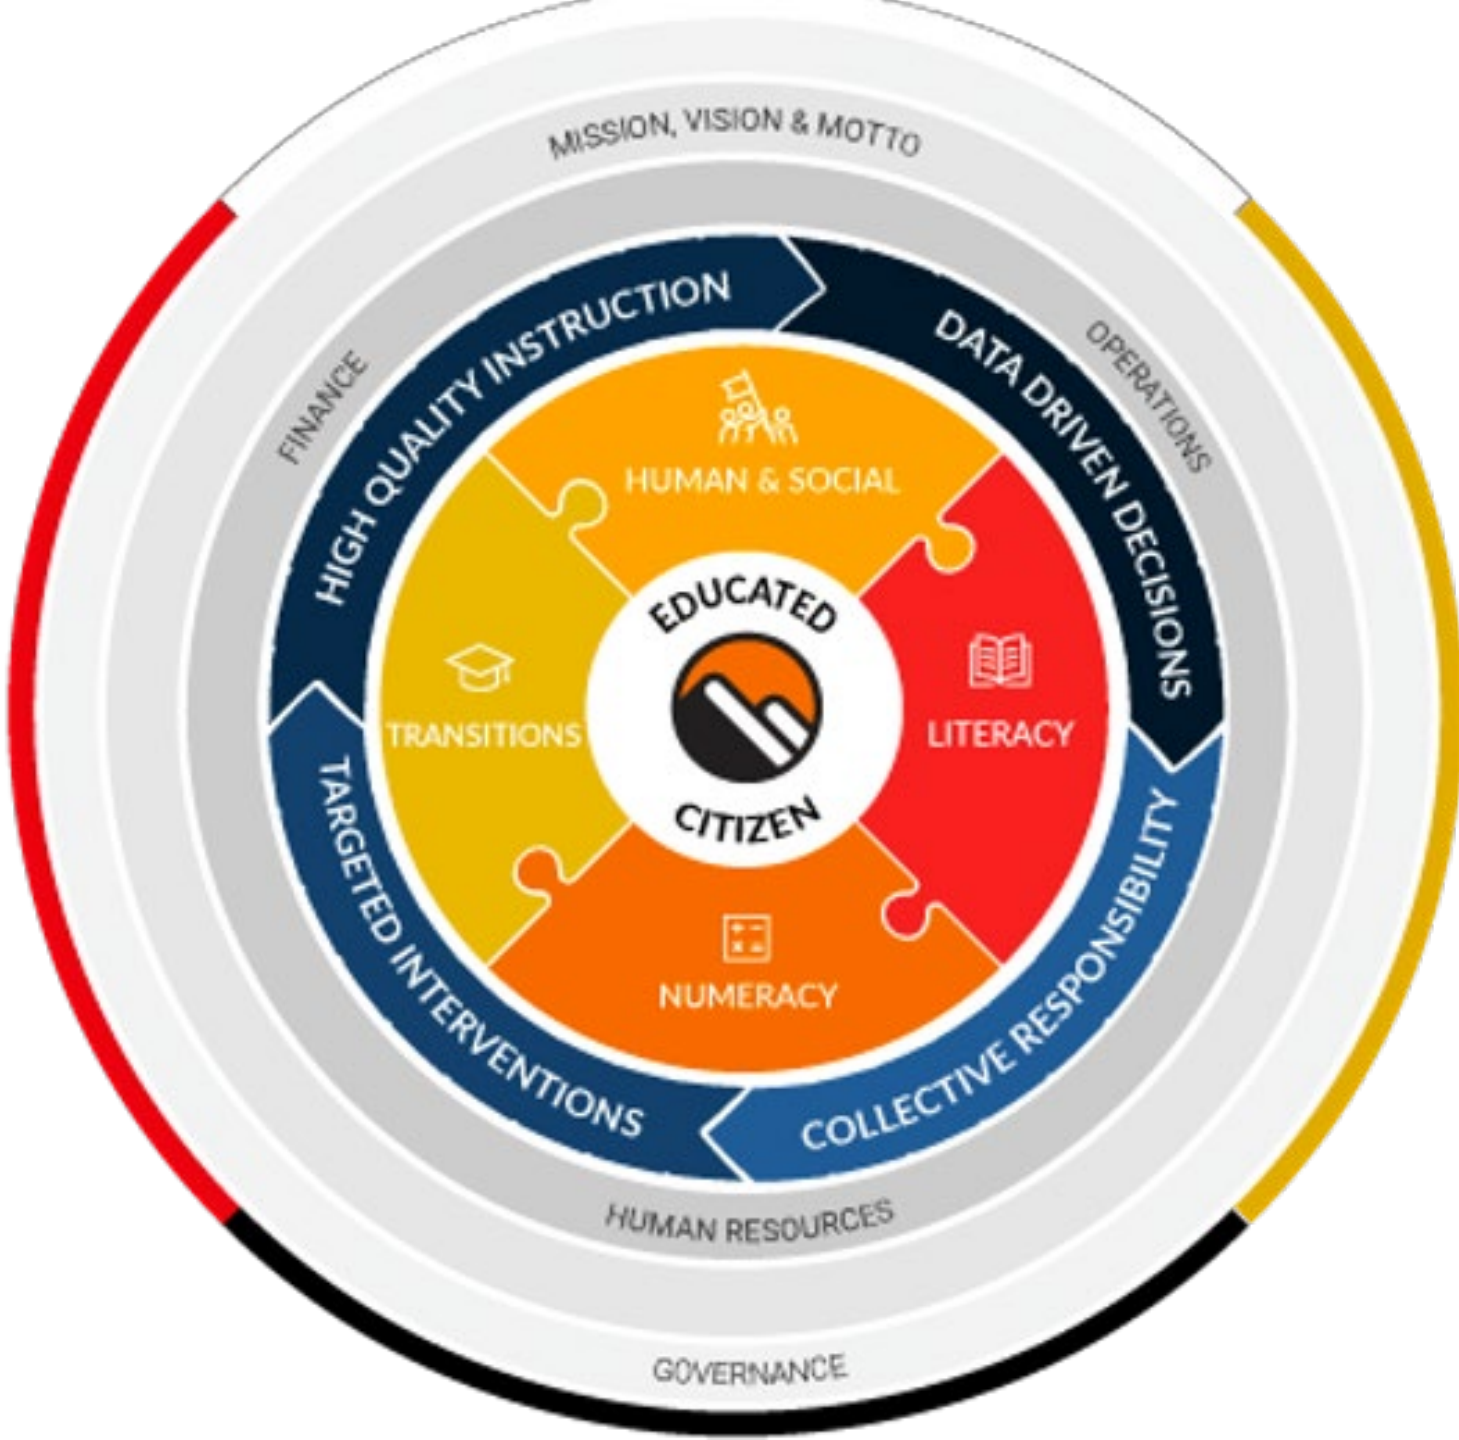 MISSION, VISION & MOTTO
FINANCE
OPERATIONS
HIGH QUALITY INSTRUCTION
DATA DRIVEN DECISIONS
HUMAN & SOCIAL
EDUCATED
CITIZEN
TRANSITIONS
LITERACY
NUMERACY
TARGETED INTERVENTIONS
COLLECTIVE RESPONSIBILITY
HUMAN RESOURCES
GOVERNANCE